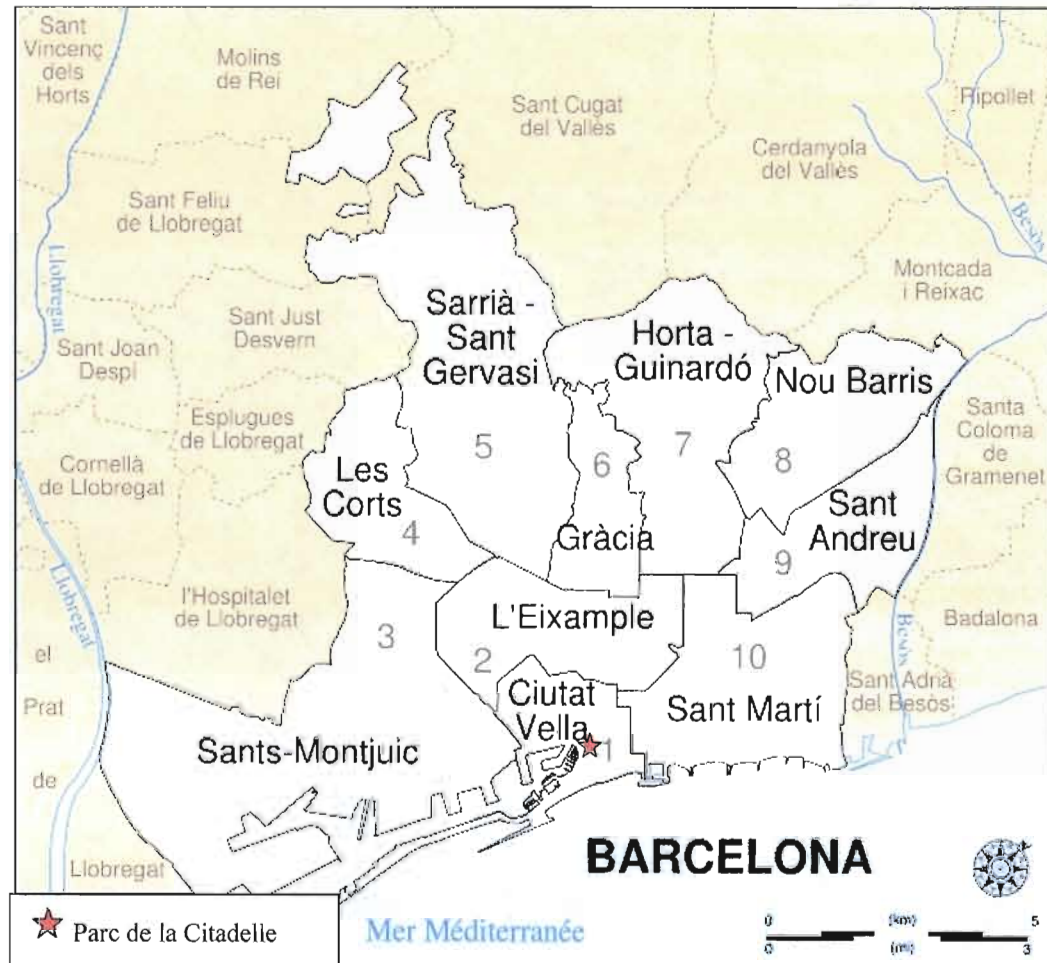 Sant
Vincenç
dels
Horts
Molins
de Rei
Sant Cugat
del Vallès
Ripollet
Cerdanyola
del Vallès
Besòs
Sant Feliu
de Llobregat
Llobregat
Montcada
i Reixac
Sant Just
Desvern
Sant Joan
Despí
Sarrià -
Sant
Gervasi
Horta -
Guinardó
Nou Barris
Esplugues
de Llobregat
Cornellà
de Llobregat
Santa
Coloma
de
Gramenet
Les
Corts
4
5
6
7
8
Sant
Andreu
9
Gràcia
Llobregat
l'Hospitalet
de Llobregat
3
L'Eixample
2
10
Besòs
Badalona
Sant Adrià
del Besòs
el
Prat
de
Llobregat
Ciutat
Vella
1
Sant Martí
Sants-Montjuic
BARCELONA
Mer Méditerranée
0 (km) 5
0 (mi) 3
Parc de la Citadelle